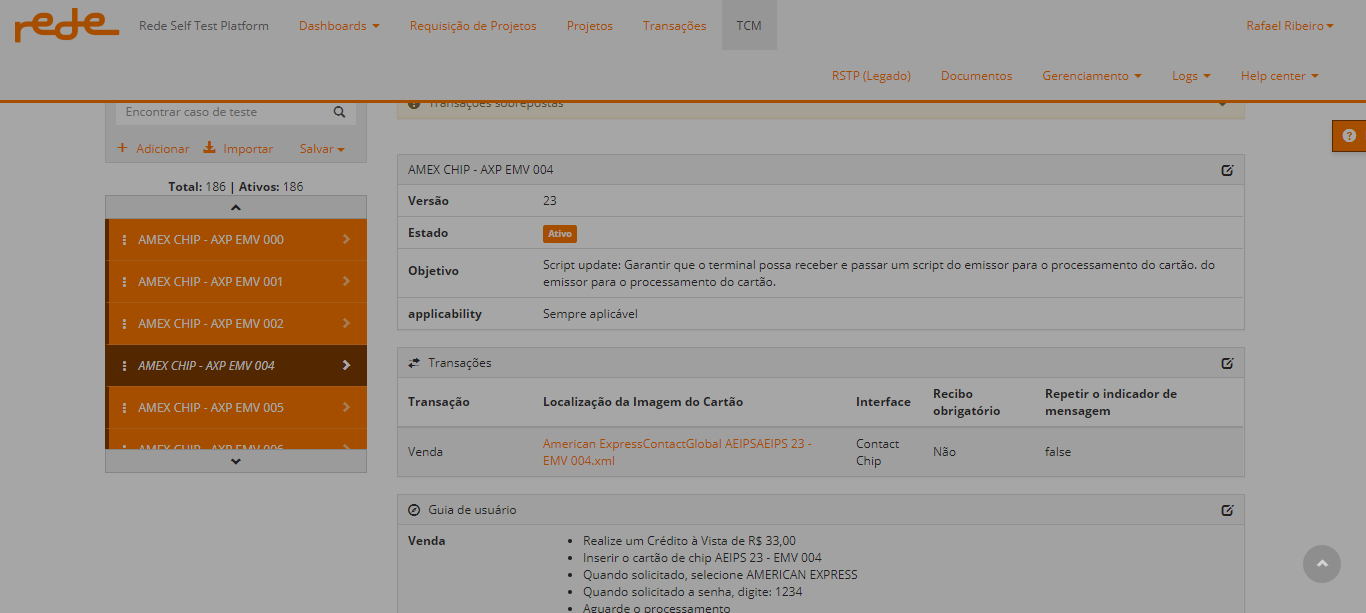 rede Rede Self Test Platform Dashboards Requisição de Projetos Projetos Transações TCM Rafael Ribeiro
RSTP (Legado) Documentos Gerenciamento Logs Help center
Encontrar caso de teste
Adicionar Importar Salvar
Total: 186 | Ativos: 186
AMEX CHIP - AXP EMV 000
AMEX CHIP - AXP EMV 001
AMEX CHIP - AXP EMV 002
AMEX CHIP - AXP EMV 004
AMEX CHIP - AXP EMV 005
AMEX CHIP - AXP EMV 006
Transações sobrepostas
AMEX CHIP - AXP EMV 004
Versão 23
Estado Ativo
Objetivo Script update: Garantir que o terminal possa receber e passar um script do emissor para o processamento do cartão. do
emissor para o processamento do cartão.
applicability Sempre aplicável
Transações
Transação Localização da Imagem do Cartão Interface Recibo obrigatório Repetir o indicador de mensagem
Venda American ExpressContactGlobal AEIPSAEIPS 23 - EMV 004.xml Contact Chip Não false
Guia de usuário
Venda
Realize um Crédito à Vista de R$ 33,00
Inserir o cartão de chip AEIPS 23 - EMV 004
Quando solicitado, selecione AMERICAN EXPRESS
Quando solicitado a senha, digite: 1234
Aguarde o processamento